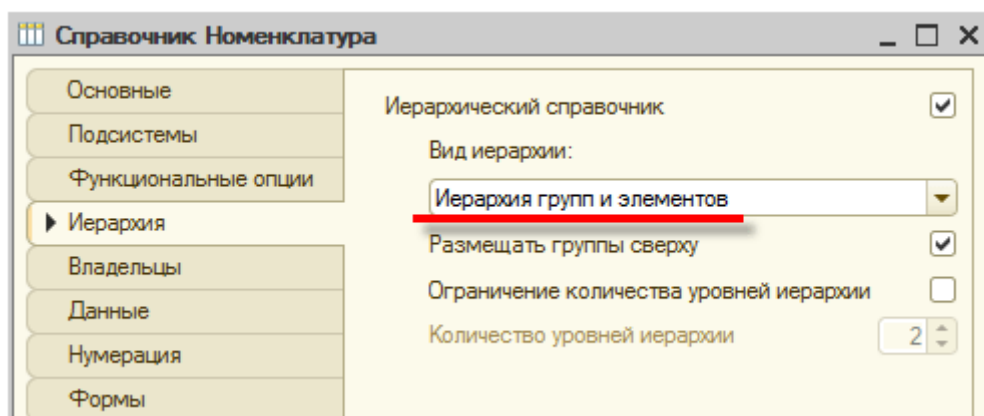 Справочник Номенклатура
Основные
Подсистемы
Функциональные опции
Иерархия
Владельцы
Данные
Нумерация
Формы
Иерархический справочник
Вид иерархии:
Иерархия групп и элементов
Размещать группы сверху
Ограничение количества уровней иерархии
Количество уровней иерархии 2